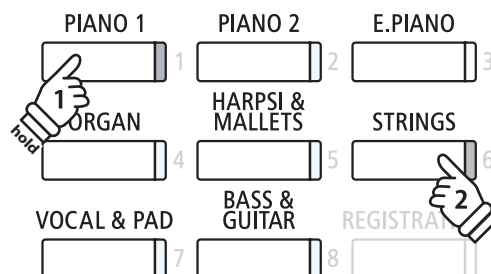 PIANO 1 PIANO 2 E.PIANO
1 2 3
1
hold
ORGAN HARPSI & MALLETS STRINGS
4 5 6
2
VOCAL & PAD BASS & GUITAR REGISTRAT
7 8